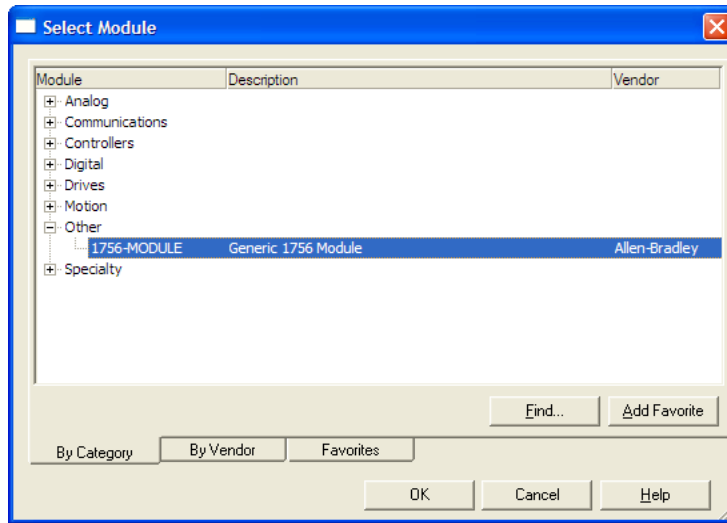 Select Module
Module Description Vendor
Analog
Communications
Controllers
Digital
Drives
Motion
Other
1756-MODULE Generic 1756 Module Allen-Bradley
Specialty
Find... Add Favorite
By Category By Vendor Favorites
OK Cancel Help